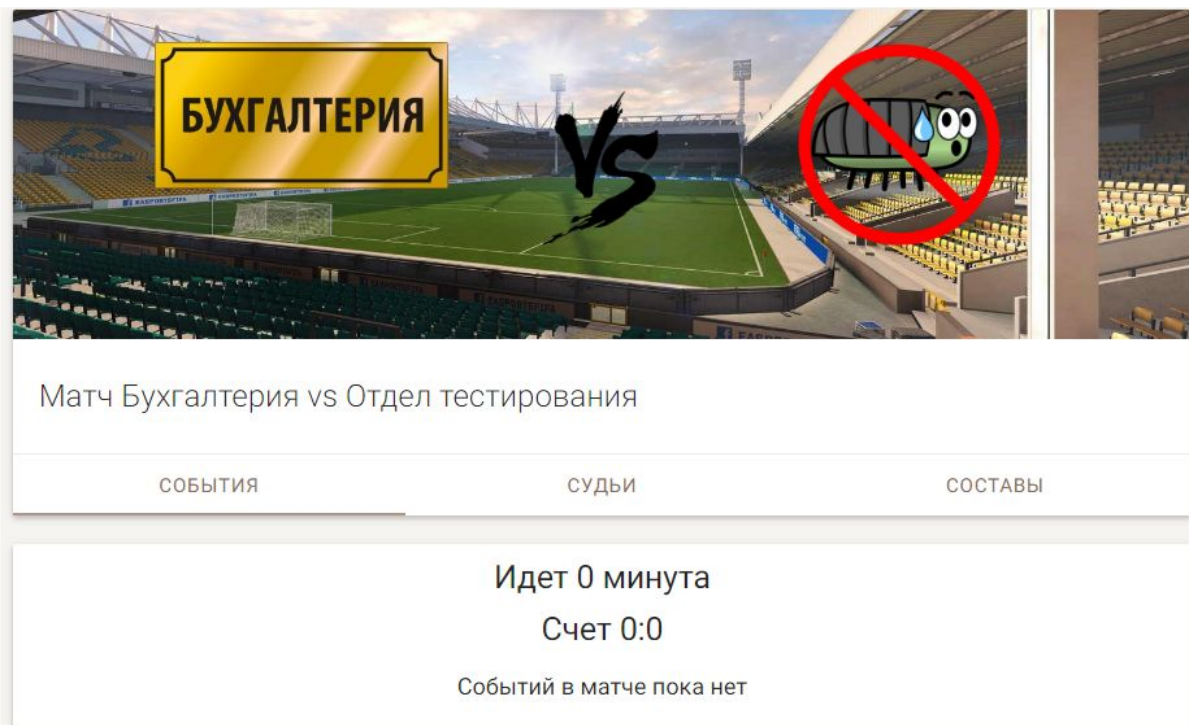 БУХГАЛТЕРИЯ
VS
EASPORTSFIFA
Матч Бухгалтерия vs Отдел тестирования
СОБЫТИЯ
СУДЬИ
СОСТАВЫ
Идет 0 минута
Счет 0:0
Событий в матче пока нет